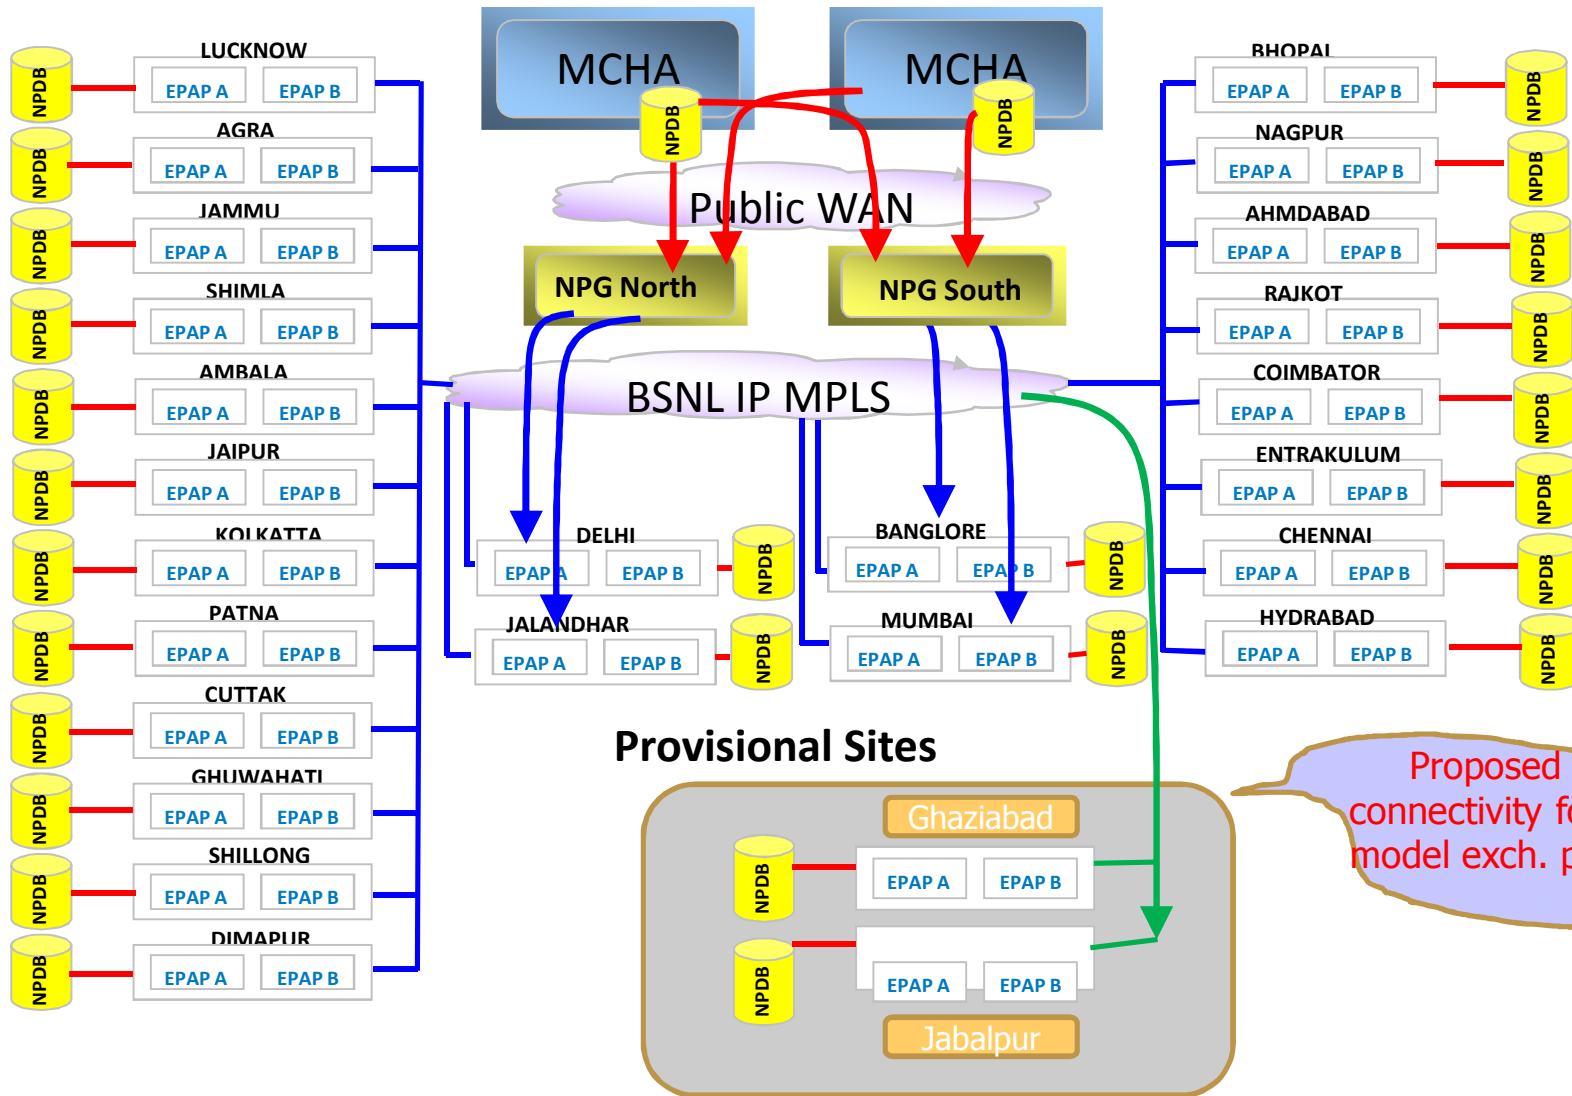 MCHA
MCHA
NPDB
NPDB
Public WAN
NPG North
NPG South
BSNL IP MPLS
LUCKNOW
NPDB
EPAP A
EPAP B
AGRA
NPDB
EPAP A
EPAP B
JAMMU
NPDB
EPAP A
EPAP B
SHIMLA
NPDB
EPAP A
EPAP B
AMBALA
NPDB
EPAP A
EPAP B
JAIPUR
NPDB
EPAP A
EPAP B
KOLKATTA
NPDB
EPAP A
EPAP B
PATNA
NPDB
EPAP A
EPAP B
CUTTAK
NPDB
EPAP A
EPAP B
GHUWAHATI
NPDB
EPAP A
EPAP B
SHILLONG
NPDB
EPAP A
EPAP B
DIMAPUR
NPDB
EPAP A
EPAP B
DELHI
EPAP A
EPAP B
NPDB
JALANDHAR
EPAP A
EPAP B
NPDB
BANGLORE
EPAP A
EPAP B
NPDB
MUMBAI
EPAP A
EPAP B
NPDB
BHOPAL
EPAP A
EPAP B
NPDB
NAGPUR
EPAP A
EPAP B
NPDB
AHMDABAD
EPAP A
EPAP B
NPDB
RAJKOT
EPAP A
EPAP B
NPDB
COIMBATOR
EPAP A
EPAP B
NPDB
ENTRAKULUM
EPAP A
EPAP B
NPDB
CHENNAI
EPAP A
EPAP B
NPDB
HYDRABAD
EPAP A
EPAP B
NPDB
Provisional Sites
Ghaziabad
NPDB
EPAP A
EPAP B
NPDB
EPAP A
EPAP B
Jabalpur
Proposed
connectivity
model exch.